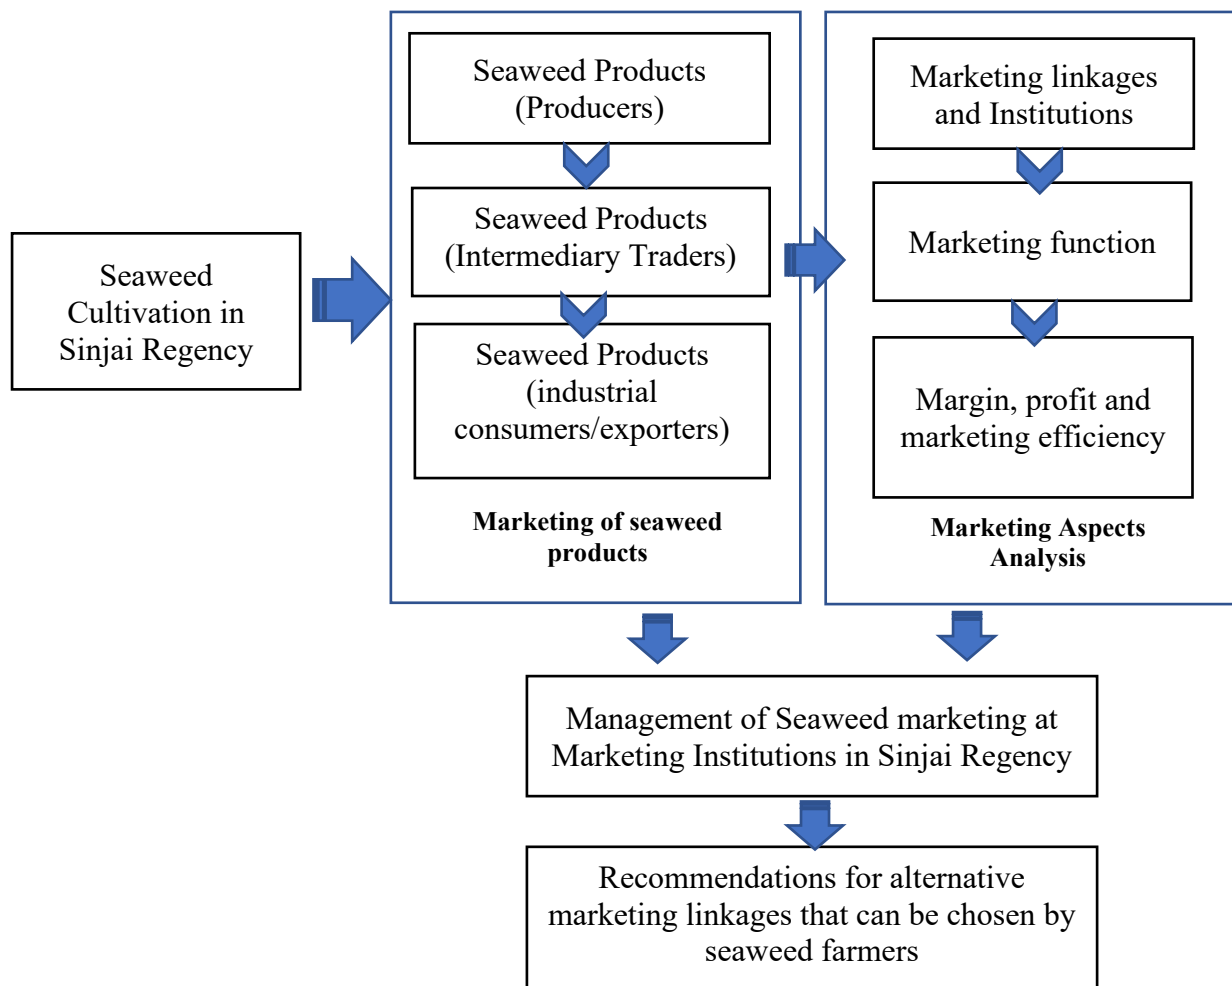 Seaweed
Cultivation in
Sinjai Regency
Seaweed Products
(Producers)
Seaweed Products
(Intermediary Traders)
Seaweed Products
(industrial
consumers/exporters)
Marketing of seaweed
products
Marketing linkages
and Institutions
Marketing function
Margin, profit and
marketing efficiency
Marketing Aspects
Analysis
Management of Seaweed marketing at
Marketing Institutions in Sinjai Regency
Recommendations for alternative
marketing linkages that can be chosen by
seaweed farmers